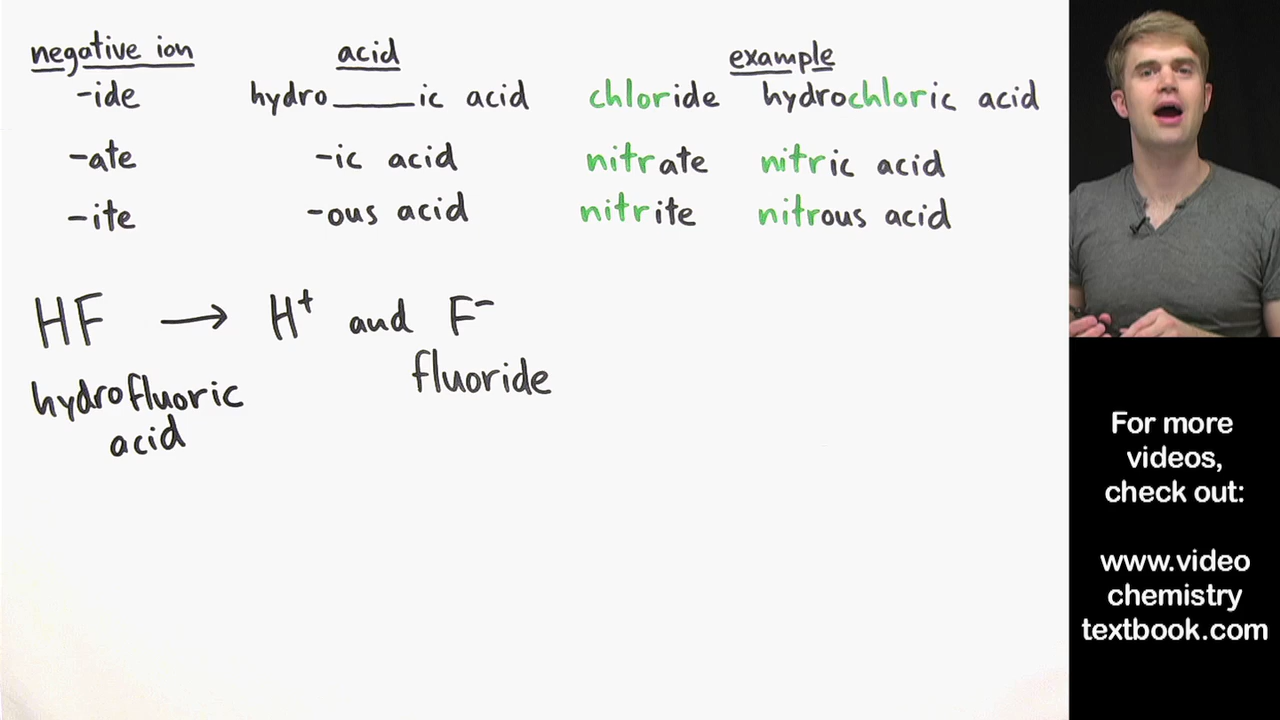 negative ion acid example
-ide hydro____ic acid chloride hydrochloric acid
-ate -ic acid nitrate nitric acid
-ite -ous acid nitrite nitrous acid
HF → H⁺ and F⁻
hydrofluoric acid
fluoride
For more
videos,
check out:
www.video
chemistry
textbook.com